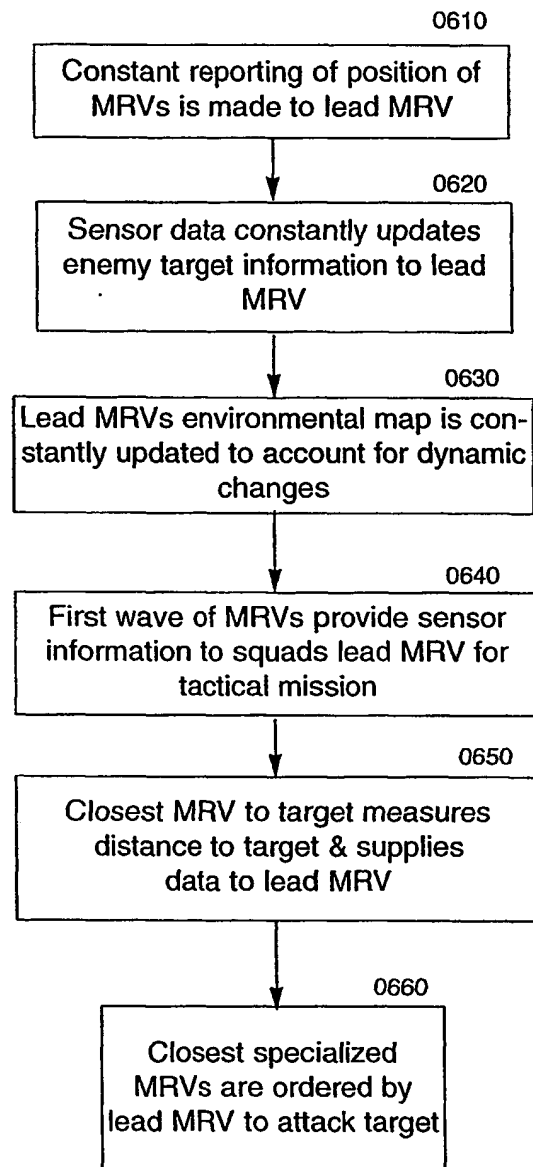 0610
Constant reporting of position of
MRVs is made to lead MRV
0620
Sensor data constantly updates
enemy target information to lead
MRV
0630
Lead MRVs environmental map is con-
stantly updated to account for dynamic
changes
0640
First wave of MRVs provide sensor
information to squads lead MRV for
tactical mission
0650
Closest MRV to target measures
distance to target & supplies
data to lead MRV
0660
Closest specialized
MRVs are ordered by
lead MRV to attack target